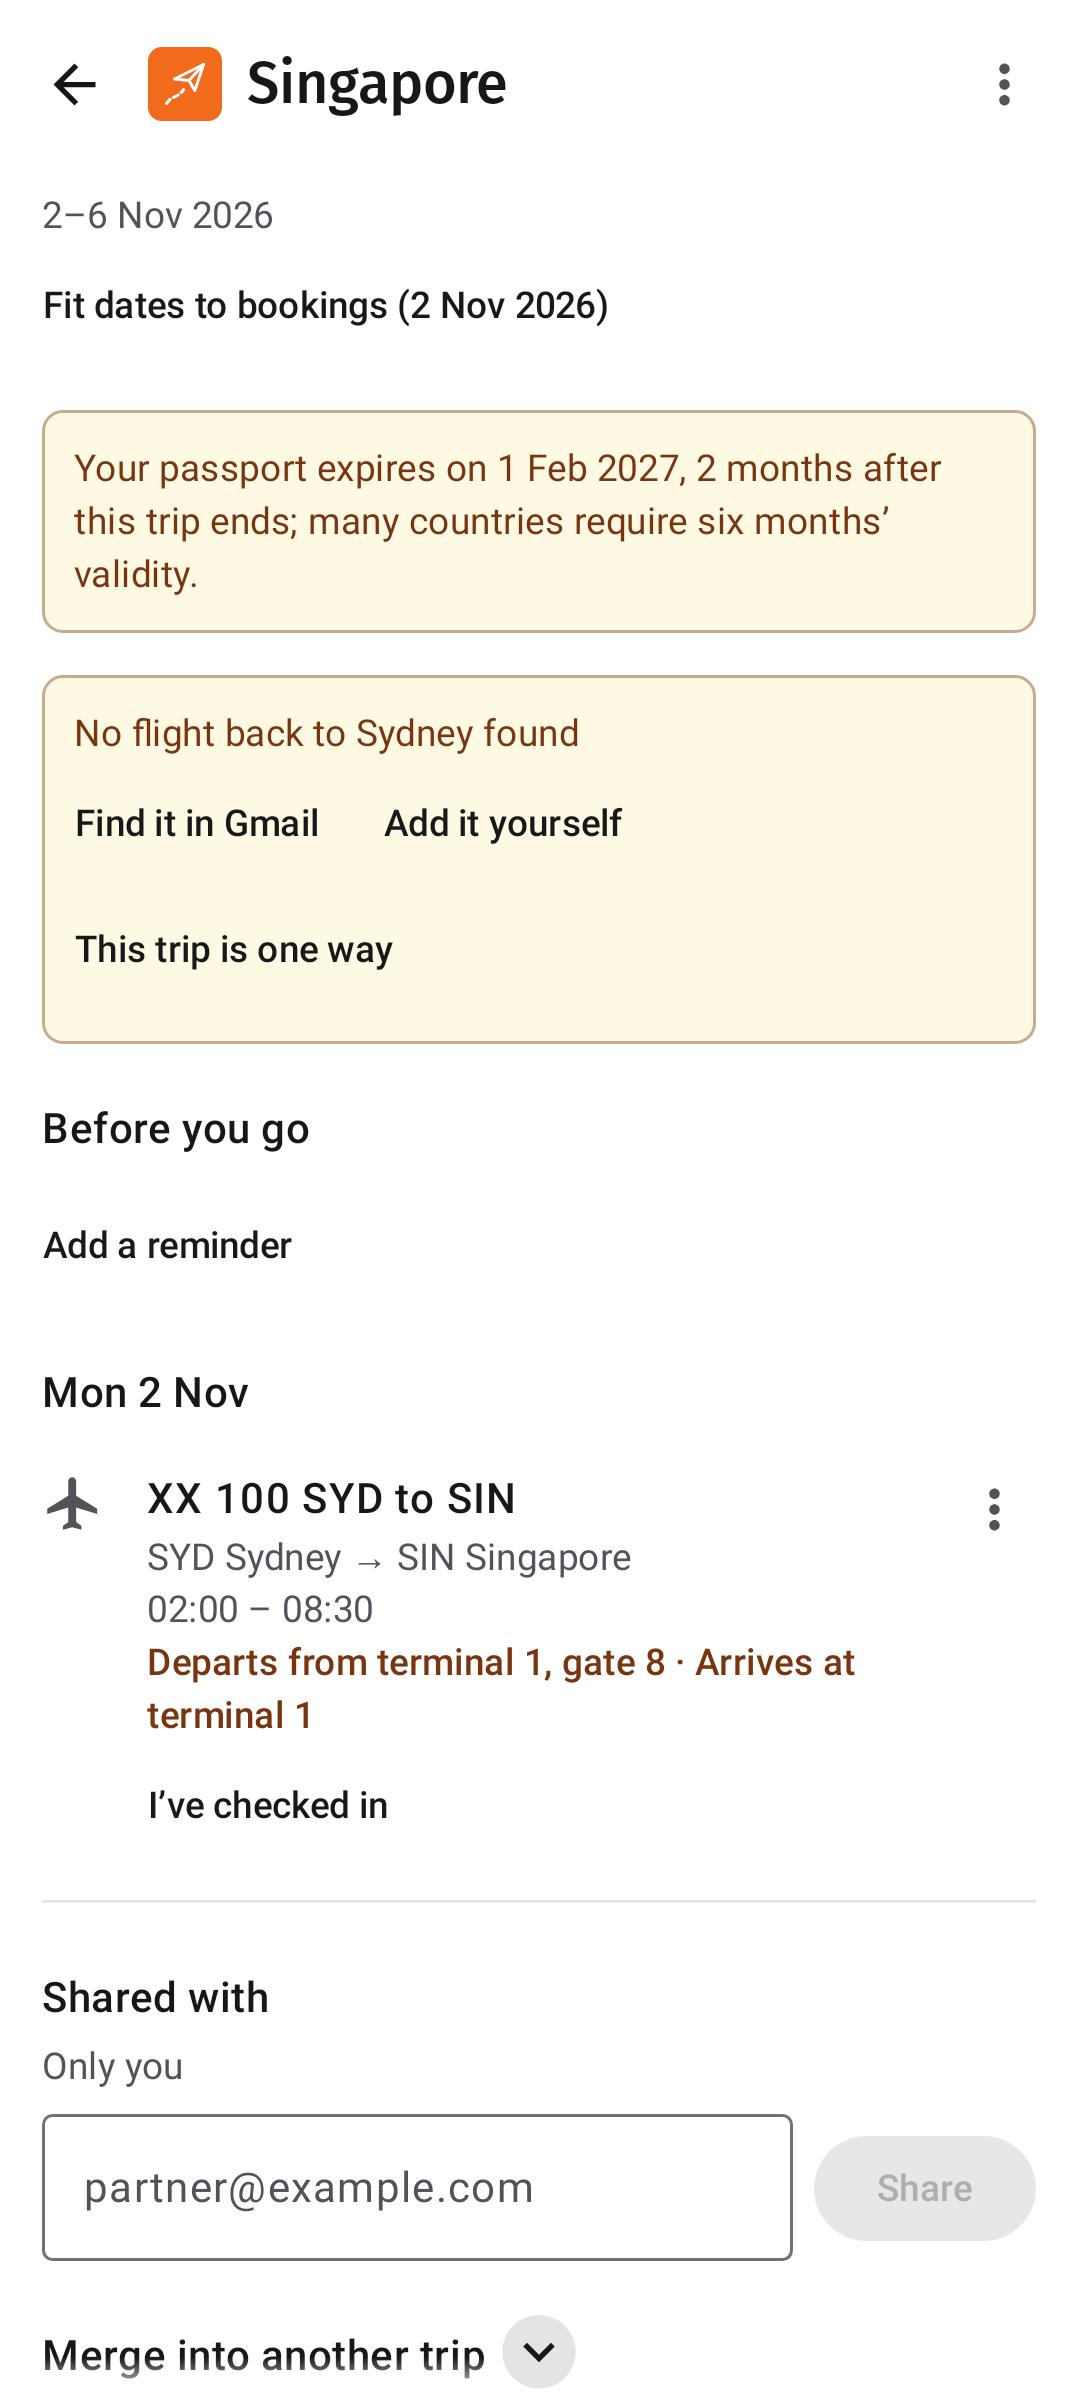 Singapore
2–6 Nov 2026
Fit dates to bookings (2 Nov 2026)
Your passport expires on 1 Feb 2027, 2 months after
this trip ends; many countries require six months’
validity.
No flight back to Sydney found
Find it in Gmail Add it yourself
This trip is one way
Before you go
Add a reminder
Mon 2 Nov
XX 100 SYD to SIN
SYD Sydney → SIN Singapore
02:00 – 08:30
Departs from terminal 1, gate 8 · Arrives at
terminal 1
I’ve checked in
Shared with
Only you
partner@example.com
Share
Merge into another trip